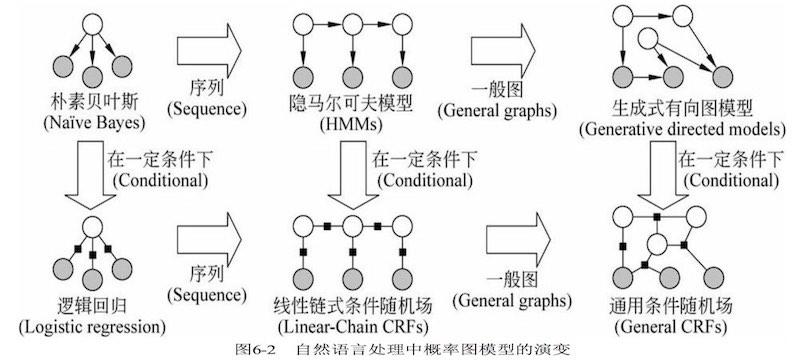 序列
(Sequence)
一般图
(General graphs)
朴素贝叶斯
(Naïve Bayes)
隐马尔可夫模型
(HMMs)
生成式有向图模型
(Generative directed models)
在一定条件下
(Conditional)
在一定条件下
(Conditional)
在一定条件下
(Conditional)
序列
(Sequence)
一般图
(General graphs)
逻辑回归
(Logistic regression)
线性链式条件随机场
(Linear-Chain CRFs)
通用条件随机场
(General CRFs)
图6-2 自然语言处理中概率图模型的演变